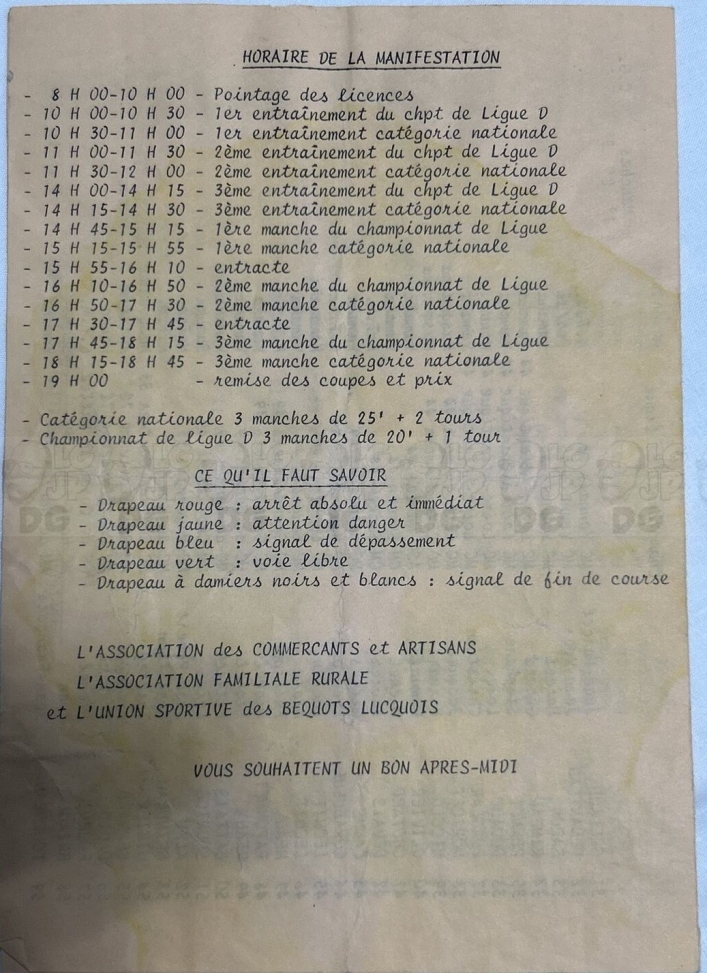 HORAIRE DE LA MANIFESTATION
- 8 H 00-10 H 00 - Pointage des licences
- 10 H 00-10 H 30 - 1er entraînement du chpt de Ligue D
- 10 H 30-11 H 00 - 1er entraînement catégorie nationale
- 11 H 00-11 H 30 - 2ème entraînement du chpt de Ligue D
- 11 H 30-12 H 00 - 2ème entraînement catégorie nationale
- 14 H 00-14 H 15 - 3ème entraînement du chpt de Ligue D
- 14 H 15-14 H 30 - 3ème entraînement catégorie nationale
- 14 H 45-15 H 15 - 1ère manche du championnat de Ligue
- 15 H 15-15 H 55 - 1ère manche catégorie nationale
- 15 H 55-16 H 10 - entracte
- 16 H 10-16 H 50 - 2ème manche du championnat de Ligue
- 16 H 50-17 H 30 - 2ème manche catégorie nationale
- 17 H 30-17 H 45 - entracte
- 17 H 45-18 H 15 - 3ème manche du championnat de Ligue
- 18 H 15-18 H 45 - 3ème manche catégorie nationale
- 19 H 00 - remise des coupes et prix
- Catégorie nationale 3 manches de 25' + 2 tours
- Championnat de ligue D 3 manches de 20' + 1 tour
CE QU'IL FAUT SAVOIR
- Drapeau rouge : arrêt absolu et immédiat
- Drapeau jaune : attention danger
- Drapeau bleu : signal de dépassement
- Drapeau vert : voie libre
- Drapeau à damiers noirs et blancs : signal de fin de course
L'ASSOCIATION des COMMERCANTS et ARTISANS
L'ASSOCIATION FAMILIALE RURALE
et L'UNION SPORTIVE des BEQUOTS LUCQUOIS
VOUS SOUHAITENT UN BON APRES-MIDI